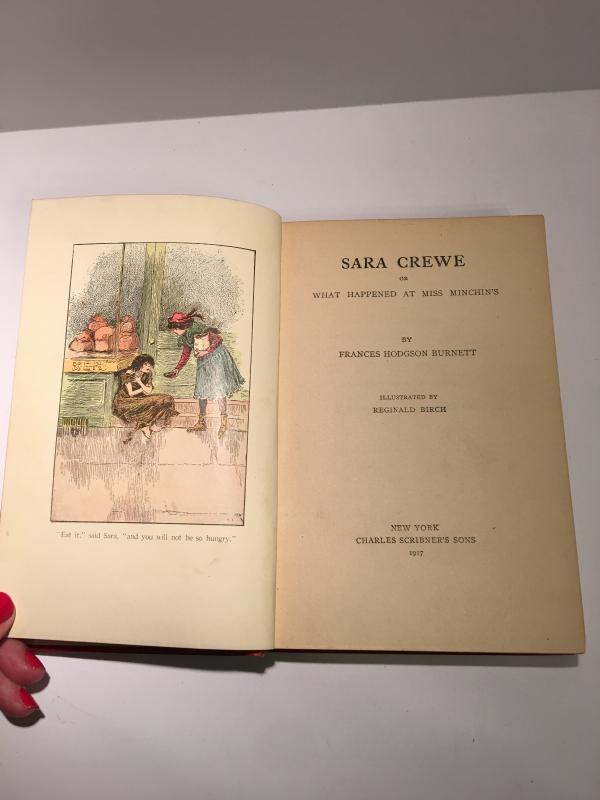 "Eat it," said Sara, "and you will not be so hungry."
SARA CREWE
OR
WHAT HAPPENED AT MISS MINCHIN'S
BY
FRANCES HODGSON BURNETT
ILLUSTRATED BY
REGINALD BIRCH
NEW YORK
CHARLES SCRIBNER'S SONS
1917